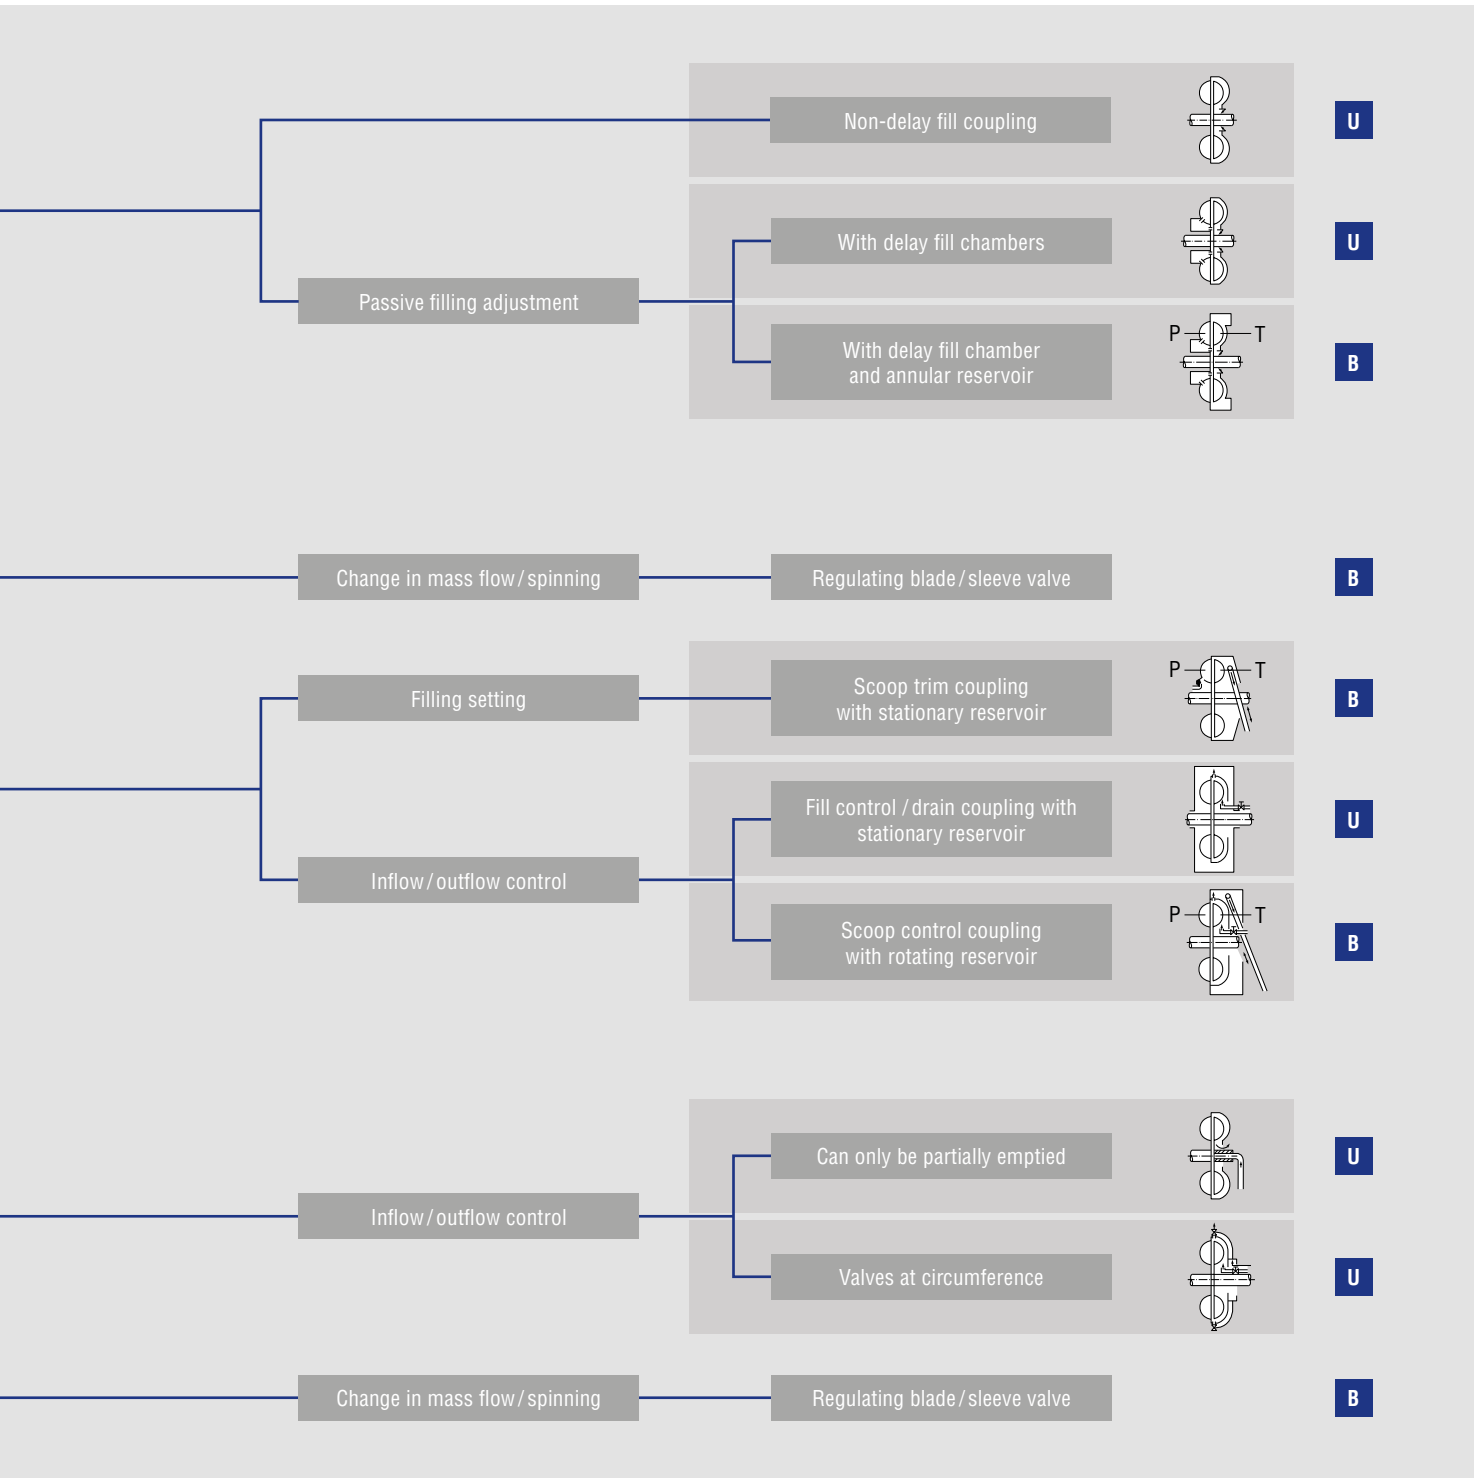 Non-delay fill coupling
U
With delay fill chambers
U
Passive filling adjustment
With delay fill chamber
and annular reservoir
P T
B
Change in mass flow / spinning
Regulating blade / sleeve valve
B
Filling setting
Scoop trim coupling
with stationary reservoir
P T
B
Fill control / drain coupling with
stationary reservoir
U
Inflow / outflow control
Scoop control coupling
with rotating reservoir
P T
B
Can only be partially emptied
U
Inflow / outflow control
Valves at circumference
U
Change in mass flow / spinning
Regulating blade / sleeve valve
B